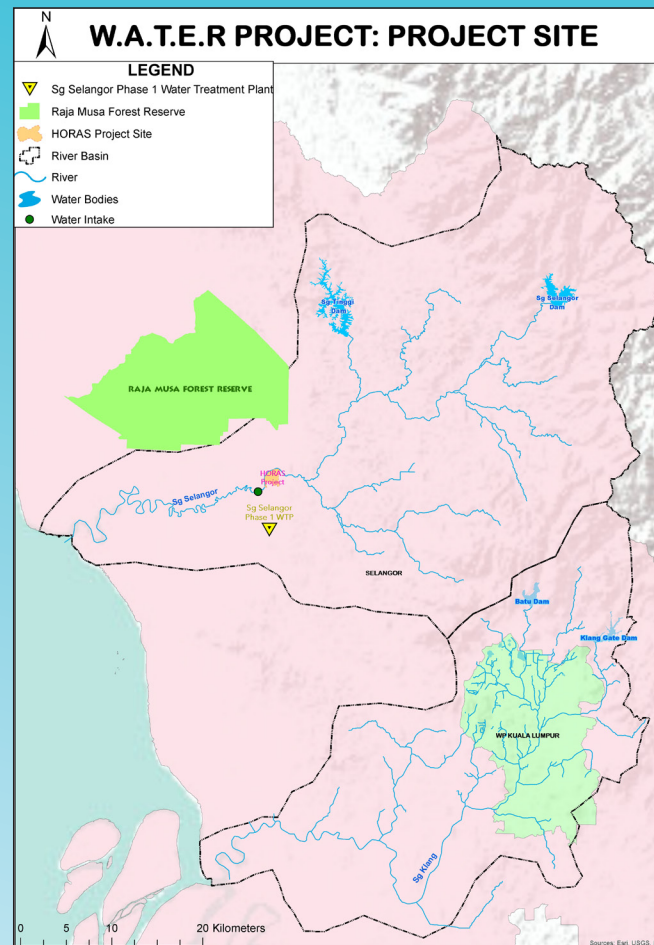 N
W.A.T.E.R PROJECT: PROJECT SITE
LEGEND
Sg Selangor Phase 1 Water Treatment Plant
Raja Musa Forest Reserve
HORAS Project Site
River Basin
River
Water Bodies
Water Intake
Sg Tinggi
Dam
Sg Selangor
Dam
RAJA MUSA FOREST RESERVE
HORAS
Project
Sg Selangor
Sg Selangor
Phase 1 WTP
SELANGOR
Batu Dam
Klang Gate Dam
WP KUALA LUMPUR
Sg Klang
0 5 10 20 Kilometers
Sources: Esri, USGS